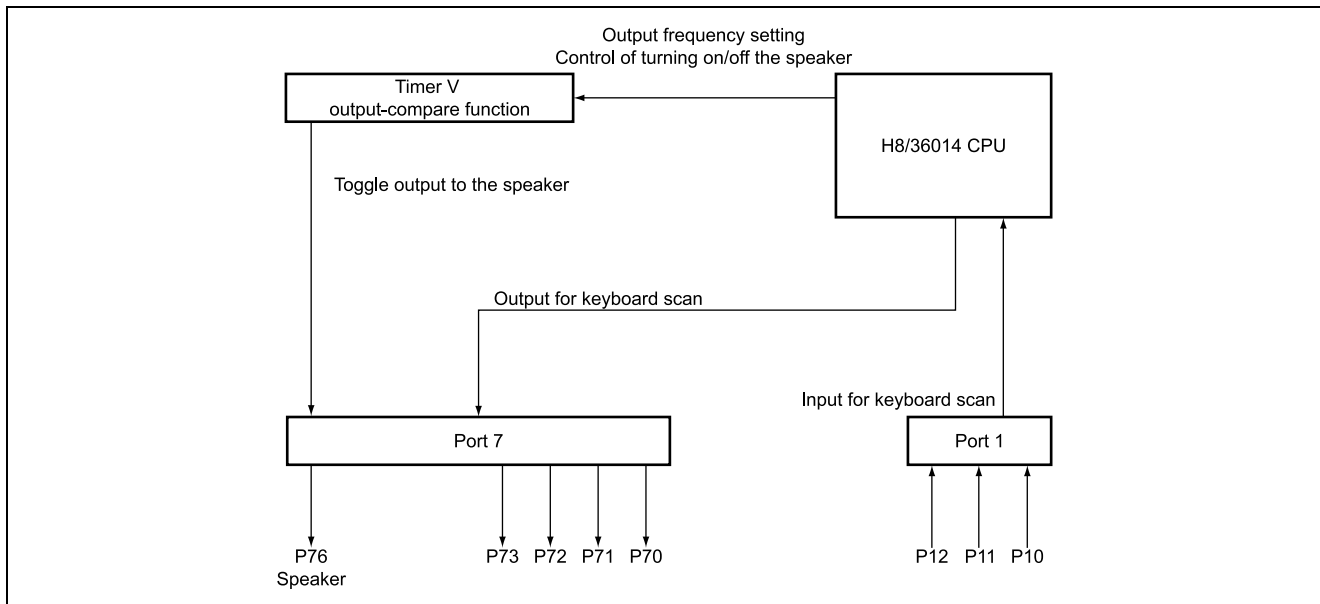 Output frequency setting
Control of turning on/off the speaker
Timer V
output-compare function
H8/36014 CPU
Toggle output to the speaker
Output for keyboard scan
Input for keyboard scan
Port 7
Port 1
P76
Speaker
P73
P72
P71
P70
P12
P11
P10